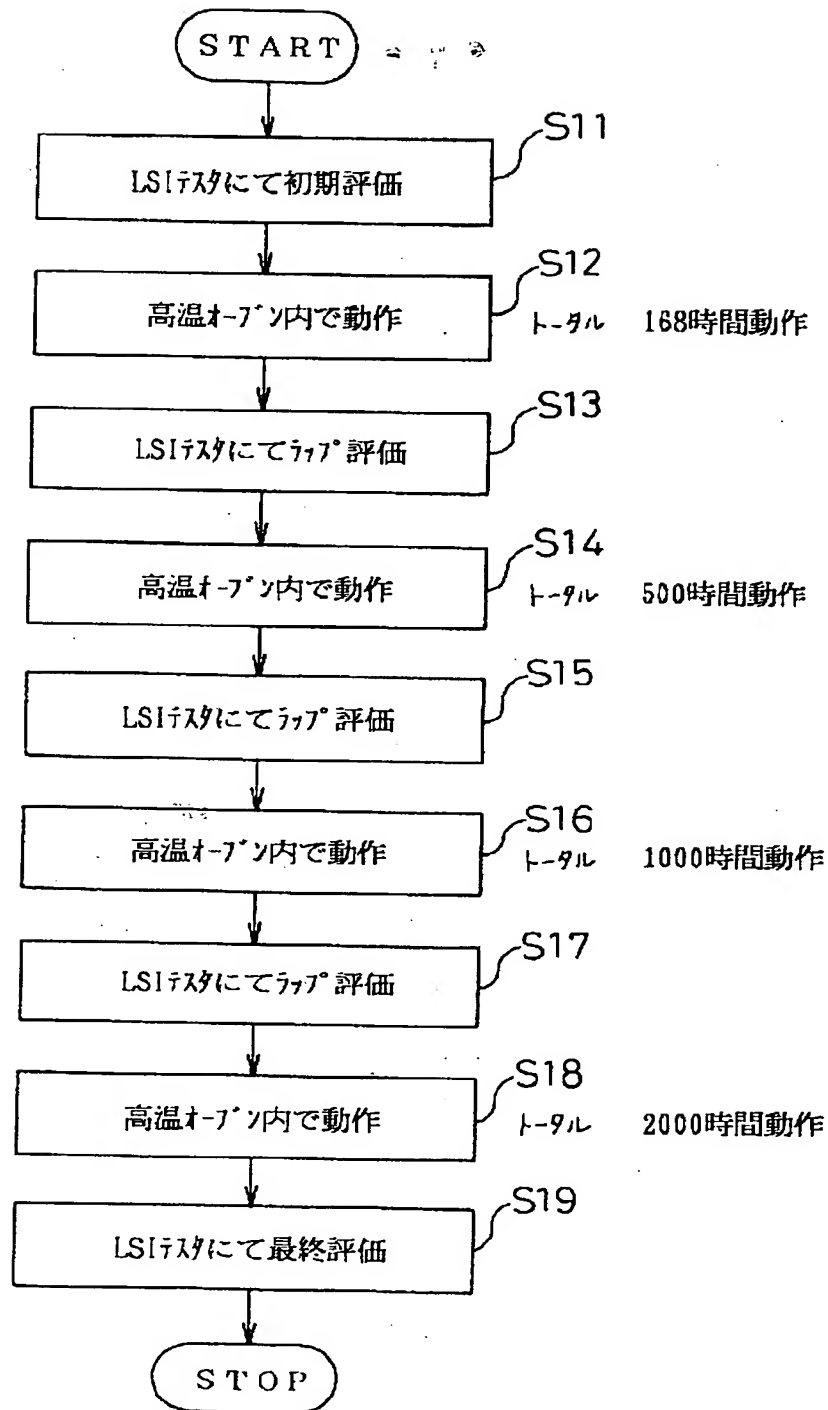 START
S11
LSIテスタにて初期評価
S12
高温オーブン内で動作 トータル 168時間動作
S13
LSIテスタにてラップ評価
S14
高温オーブン内で動作 トータル 500時間動作
S15
LSIテスタにてラップ評価
S16
高温オーブン内で動作 トータル 1000時間動作
S17
LSIテスタにてラップ評価
S18
高温オーブン内で動作 トータル 2000時間動作
S19
LSIテスタにて最終評価
STOP